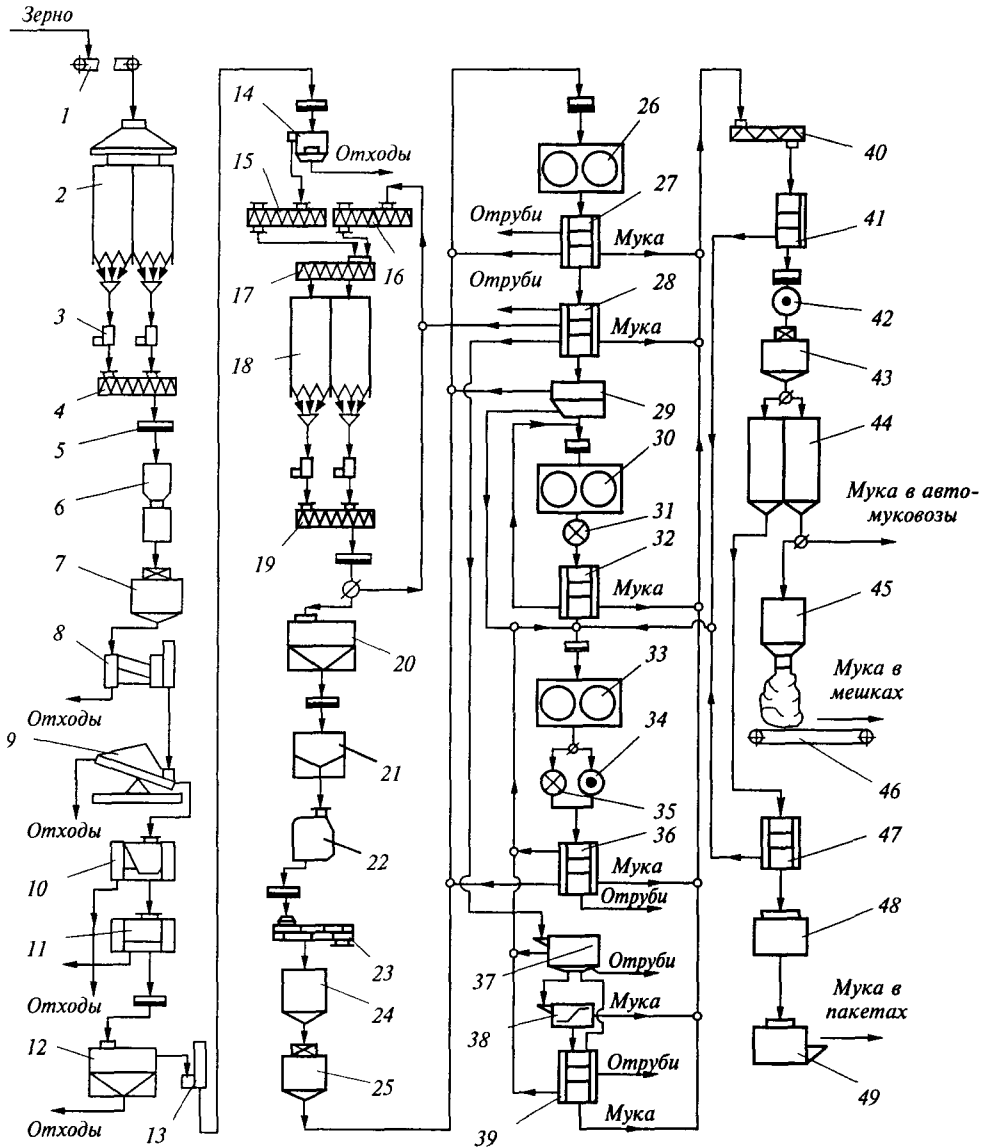 Зерно
1
2
3
4
5
6
7
8
Отходы
9
Отходы
10
11
Отходы
12
Отходы
13
14
Отходы
15
16
17
18
19
20
21
22
23
24
25
26
27
Отруби
Мука
28
Отруби
Мука
29
30
31
32
Мука
33
34
35
36
Мука
Отруби
37
Отруби
38
Мука
39
Отруби
Мука
40
41
42
43
44
Мука в авто-
муковозы
45
Мука в
мешках
46
47
48
Мука в
пакетах
49